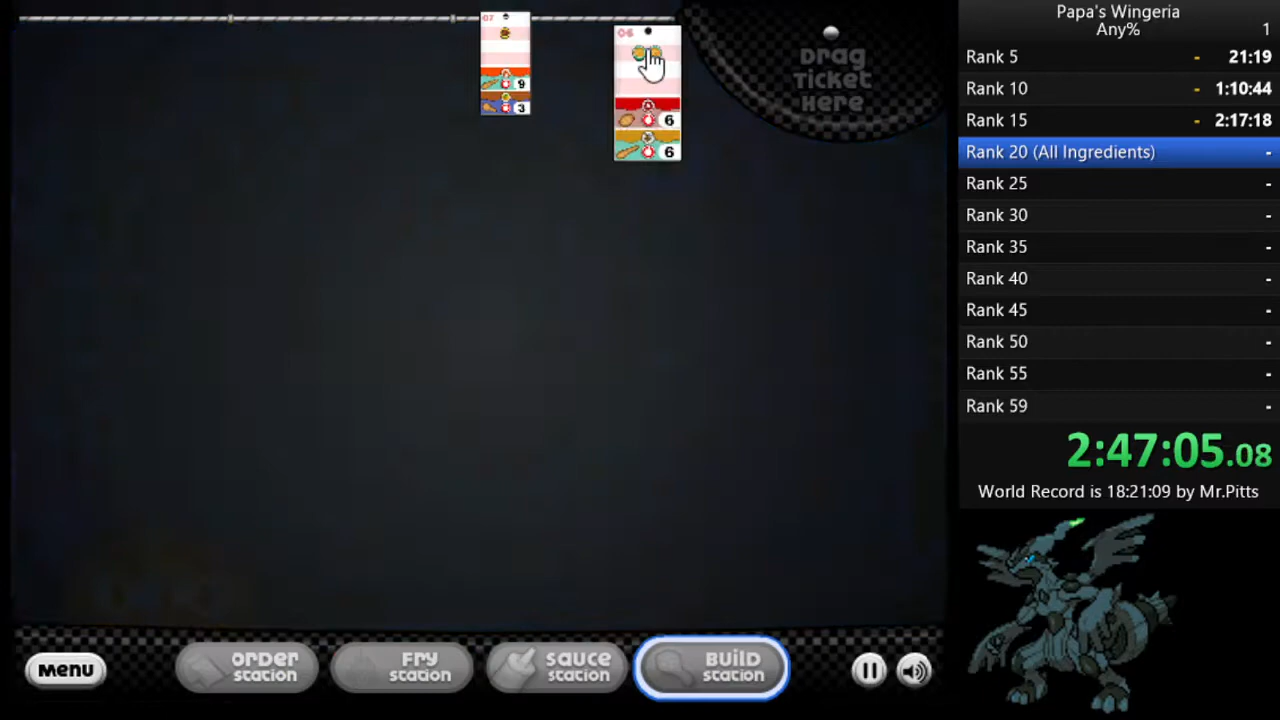 07
9
3
06
6
6
Drag
Ticket
Here
Menu
Order
Station
Fry
Station
Sauce
Station
Build
Station
Papa's Wingeria
Any%
1
Rank 5 - 21:19
Rank 10 - 1:10:44
Rank 15 - 2:17:18
Rank 20 (All Ingredients) -
Rank 25 -
Rank 30 -
Rank 35 -
Rank 40 -
Rank 45 -
Rank 50 -
Rank 55 -
Rank 59 -
2:47:05.08
World Record is 18:21:09 by Mr.Pitts